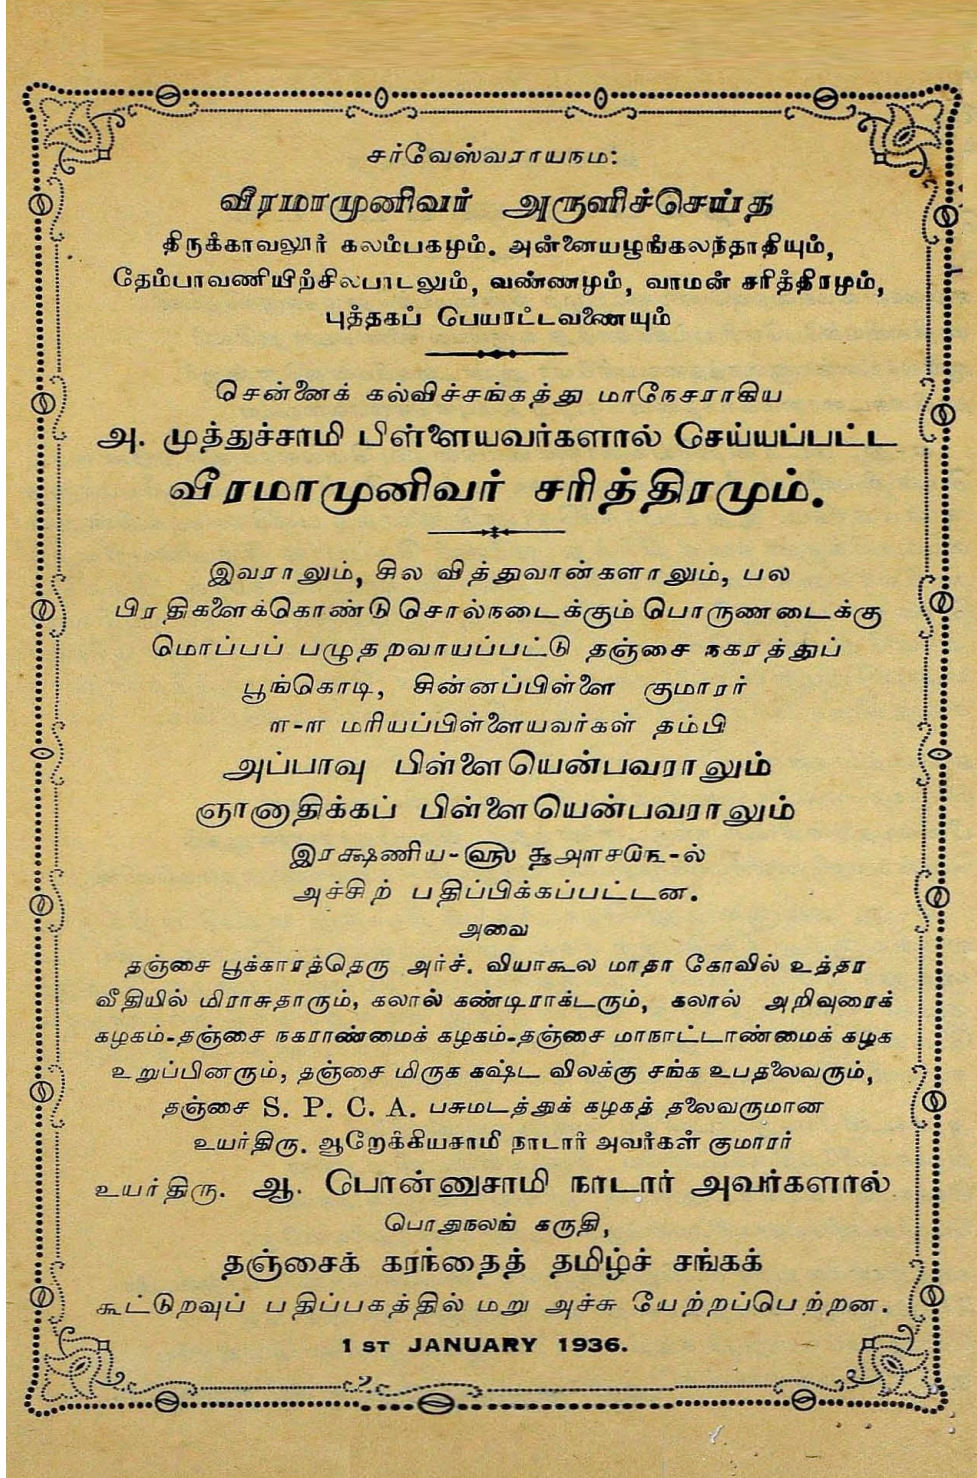 சர்வேஸ்வராயநம:
வீரமாமுனிவர் அருளிச்செய்த
திருக்காவலூர் கலம்பகமும். அன்னையழுங்கலந்தாதியும்,
தேம்பாவணியிற்சிலபாடலும், வண்ணமும், வாமன் சரித்திரமும்,
புத்தகப் பேயாட்டவணையும்
சென்னைக் கல்விச்சங்கத்து மாநேசராகிய
அ. முத்துச்சாமி பிள்ளையவர்களால் செய்யப்பட்ட
வீரமாமுனிவர் சரித்திரமும்.
இவராலும், சில வித்துவான்களாலும், பல
பிரதிகளைக்கொண்டு சொல்நடைக்கும் பொருணடைக்கு
மொப்பப் பழுதறவாயப்பட்டு தஞ்சை நகரத்துப்
பூங்கொடி, சின்னப்பிள்ளை குமாரர்
ா-ா மரியப்பிள்ளையவர்கள் தம்பி
அப்பாவு பிள்ளையென்பவராலும்
ஞானாதிக்கப் பிள்ளையென்பவராலும்
இரக்ஷணிய-௵
அச்சிற் பதிப்பிக்கப்பட்டன.
அவை
தஞ்சை பூக்காரத்தெரு அர்ச். வியாகூல மாதா கோவில் உத்தர
வீதியில் மிராசுதாரும், கலால் கண்டிராக்டரும், கலால் அறிவுரைக்
கழகம்-தஞ்சை நகராண்மைக் கழகம்-தஞ்சை மாநாட்டாண்மைக் கழக
உறுப்பினரும், தஞ்சை மிருக கஷ்ட விலக்கு சங்க உபதலைவரும்,
தஞ்சை S. P. C. A. பசுமடத்துக் கழகத் தலைவருமான
உயர்திரு. ஆறேக்கியசாமி நாடார் அவர்கள் குமாரர்
உயர்திரு. ஆ. பொன்னுசாமி நாடார் அவர்களால்
பொதுநலங் கருதி,
தஞ்சைக் கரந்தைத் தமிழ்ச் சங்கக்
கூட்டுறவுப் பதிப்பகத்தில் மறு அச்சு யேற்றப்பெற்றன.
1 ST JANUARY 1936.